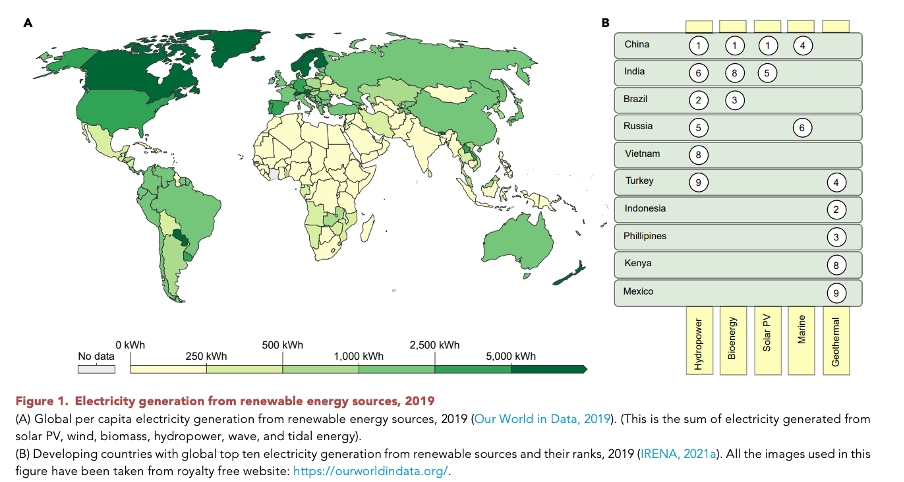 A
B
China 1 1 1 4
India 6 8 5
Brazil 2 3
Russia 5 6
Vietnam 8
Turkey 9 4
Indonesia 2
Phillipines 3
Kenya 8
Mexico 9
Hydropower
Bioenergy
Solar PV
Marine
Geothermal
0 kWh 500 kWh 2,500 kWh
No data 250 kWh 1,000 kWh 5,000 kWh
Figure 1. Electricity generation from renewable energy sources, 2019
(A) Global per capita electricity generation from renewable energy sources, 2019 (Our World in Data, 2019). (This is the sum of electricity generated from
solar PV, wind, biomass, hydropower, wave, and tidal energy).
(B) Developing countries with global top ten electricity generation from renewable sources and their ranks, 2019 (IRENA, 2021a). All the images used in this
figure have been taken from royalty free website: https://ourworldindata.org/.